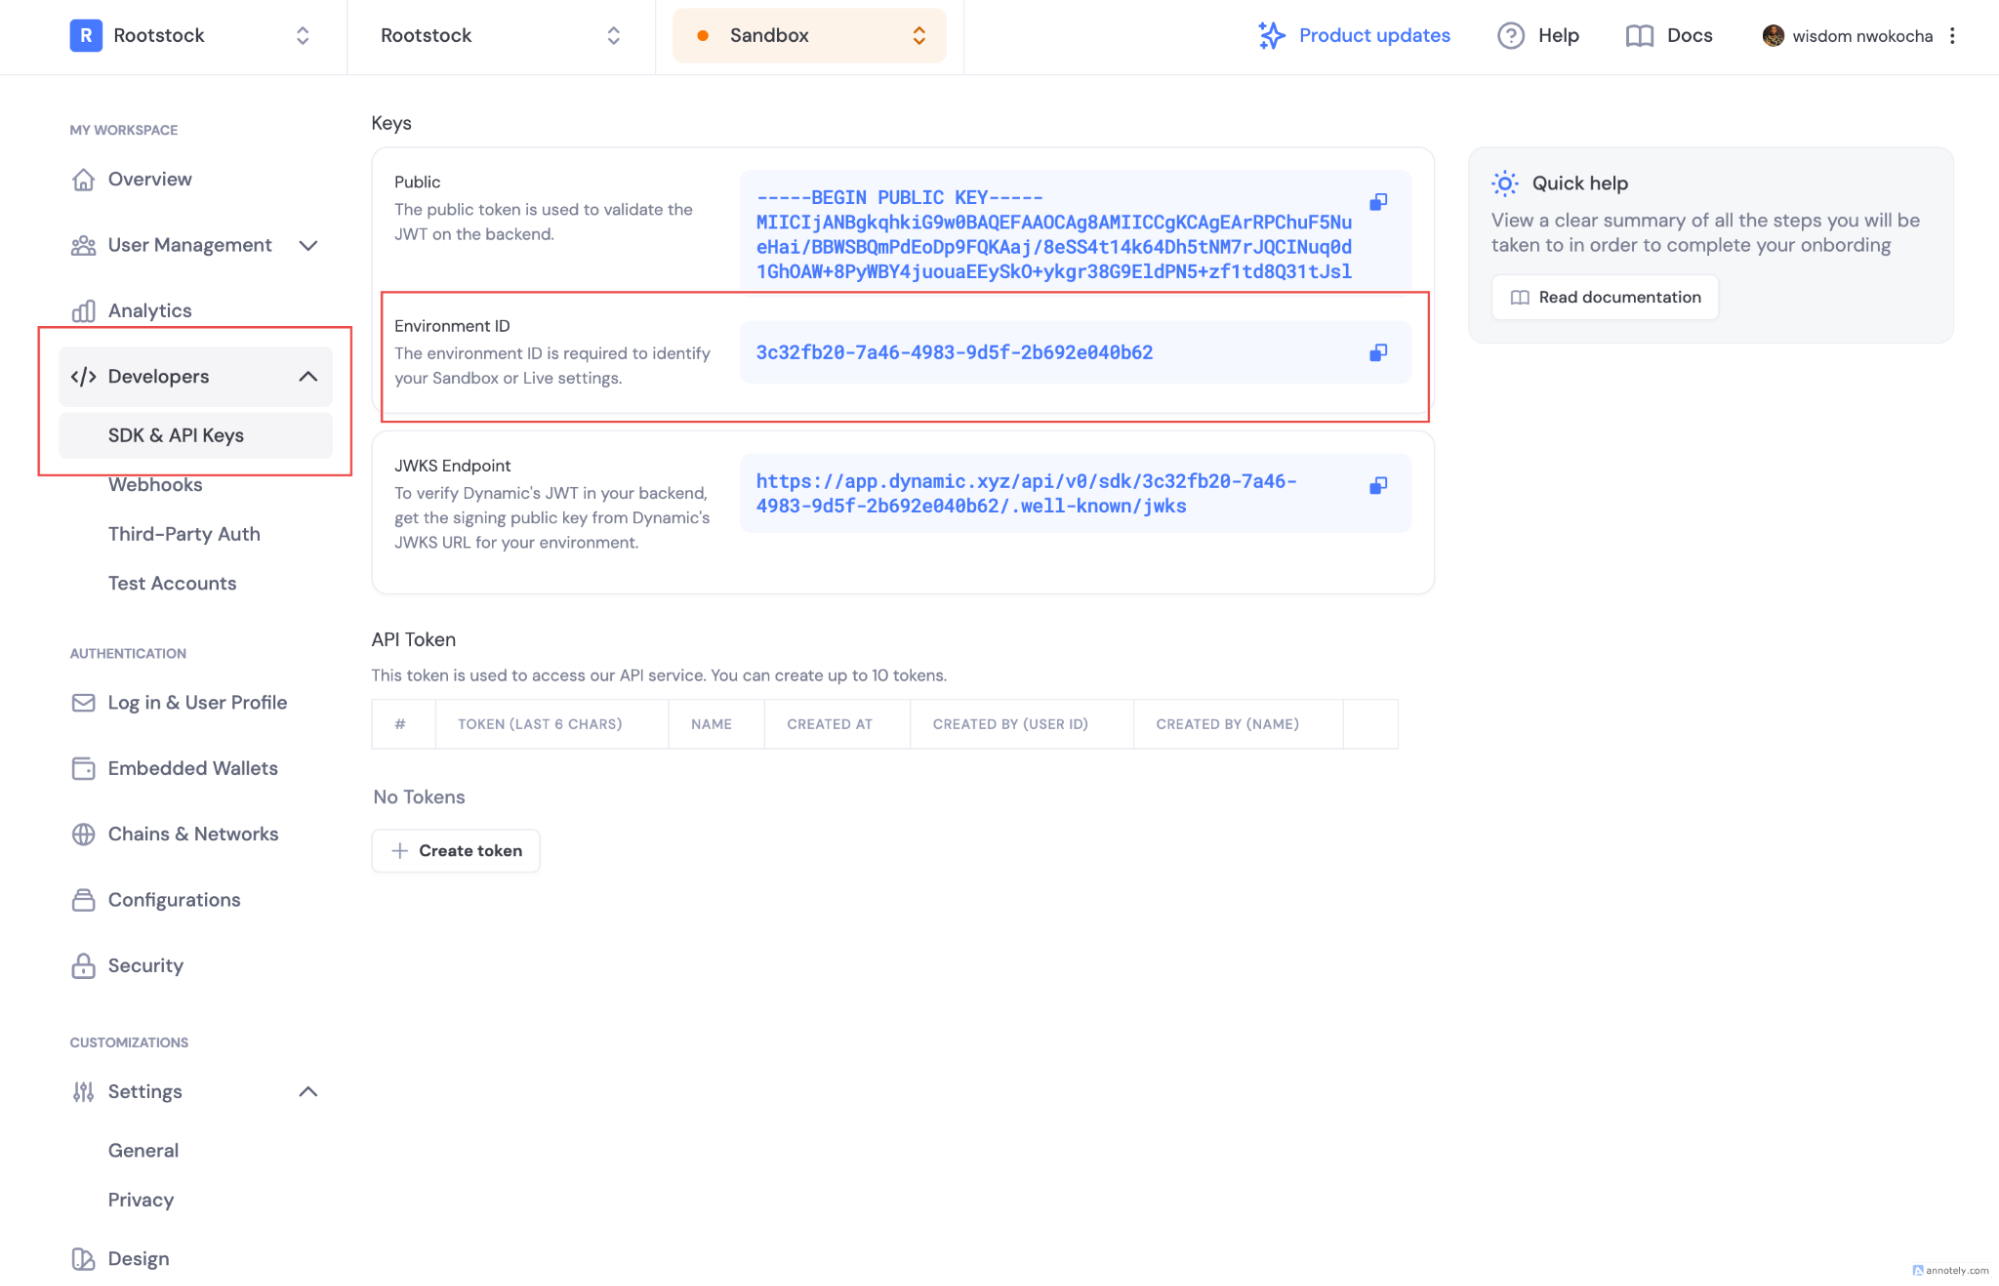 R Rootstock
Rootstock
Sandbox
Product updates
Help
Docs
wisdom nwokocha
MY WORKSPACE
Overview
User Management
Analytics
Developers
SDK & API Keys
Webhooks
Third-Party Auth
Test Accounts
AUTHENTICATION
Log in & User Profile
Embedded Wallets
Chains & Networks
Configurations
Security
CUSTOMIZATIONS
Settings
General
Privacy
Design
Keys
Public
The public token is used to validate the
JWT on the backend.
-----BEGIN PUBLIC KEY-----
MIICIjANBgkqhkiG9w0BAQEFAAOCAg8AMIICCgKCAgEArRPChuF5Nu
eHai/BBWSBQmPdEoDp9FQKAaj/8eSS4t14k64Dh5tNM7rJQCINuq0d
1GhOAW+8PyWBY4juouaEEySkO+ykgr38G9EldPN5+zf1td8Q31tJsl
Environment ID
The environment ID is required to identify
your Sandbox or Live settings.
3c32fb20-7a46-4983-9d5f-2b692e040b62
JWKS Endpoint
To verify Dynamic's JWT in your backend,
get the signing public key from Dynamic's
JWKS URL for your environment.
https://app.dynamic.xyz/api/v0/sdk/3c32fb20-7a46-
4983-9d5f-2b692e040b62/.well-known/jwks
API Token
This token is used to access our API service. You can create up to 10 tokens.
# TOKEN (LAST 6 CHARS) NAME CREATED AT CREATED BY (USER ID) CREATED BY (NAME)
No Tokens
Create token
Quick help
View a clear summary of all the steps you will be
taken to in order to complete your onbording
Read documentation
annotely.com